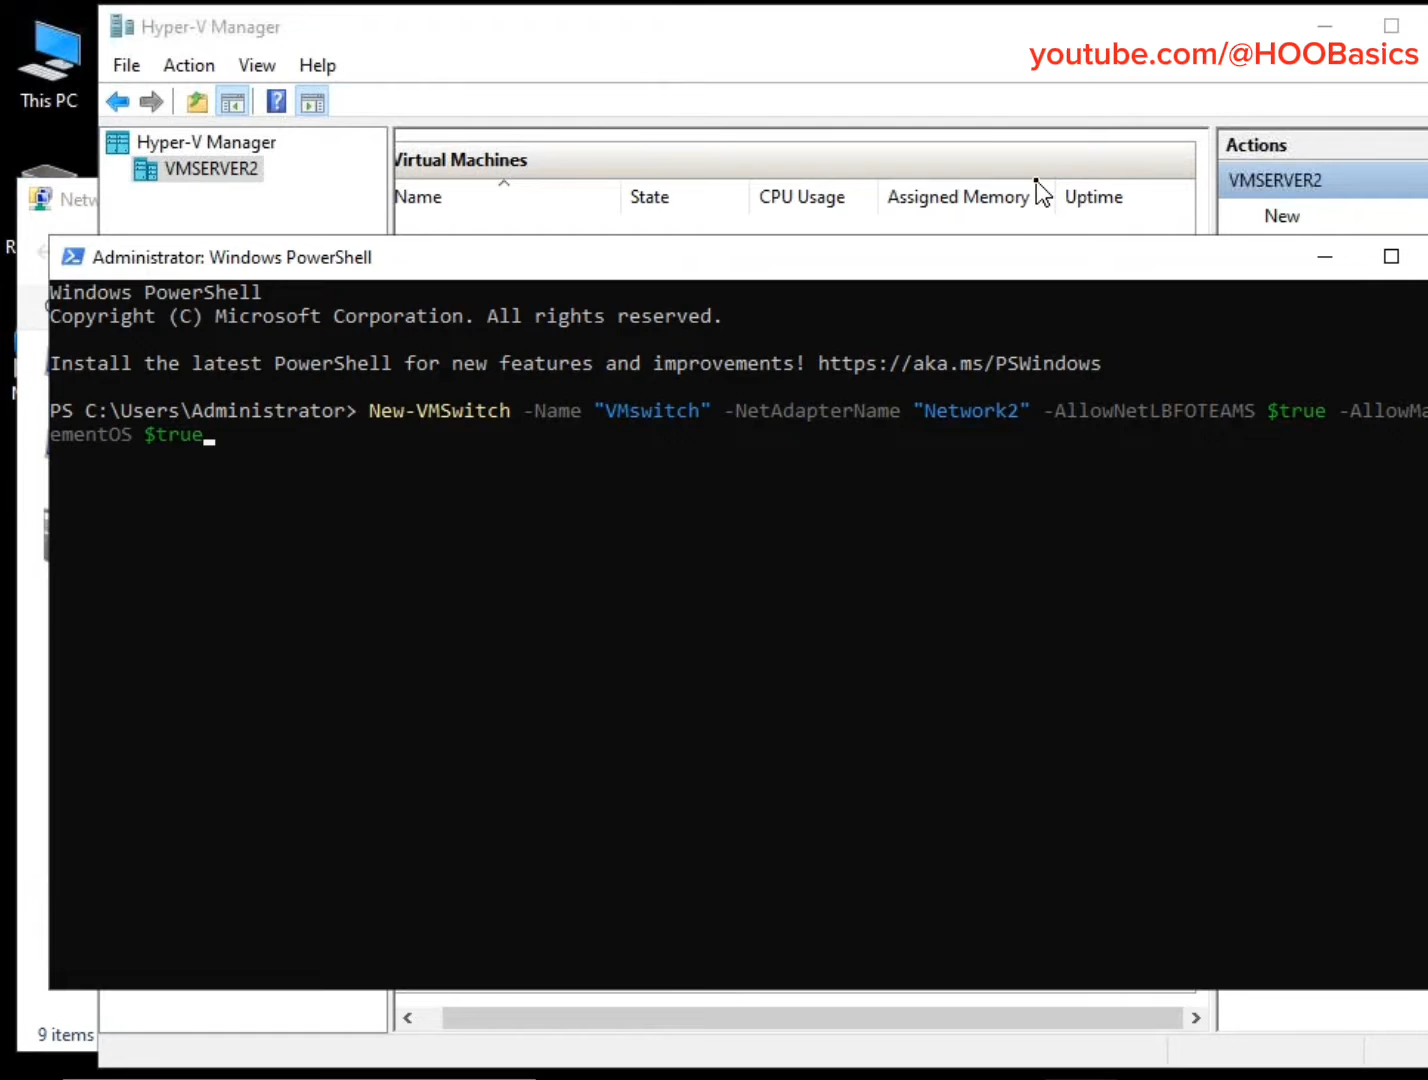 This PC
Hyper-V Manager
youtube.com/@HOOBasics
File Action View Help
Hyper-V Manager
VMSERVER2
Virtual Machines
Name State CPU Usage Assigned Memory Uptime
Actions
VMSERVER2
New
Netw
R
Administrator: Windows PowerShell
Windows PowerShell
Copyright (C) Microsoft Corporation. All rights reserved.
Install the latest PowerShell for new features and improvements! https://aka.ms/PSWindows
PS C:\Users\Administrator> New-VMSwitch -Name "VMswitch" -NetAdapterName "Network2" -AllowNetLBFOTEAMS $true -AllowMa
ementOS $true
9 items